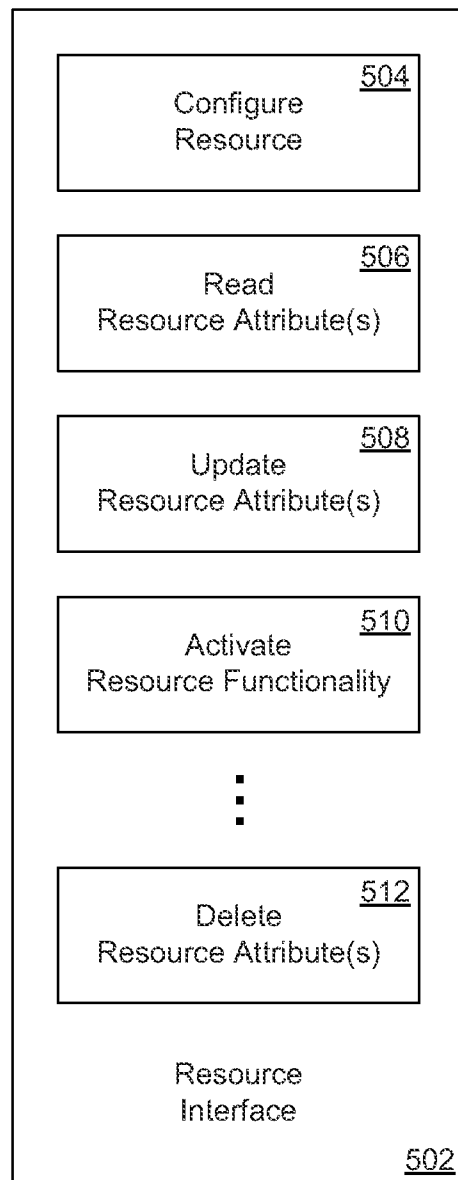 504
Configure
Resource
506
Read
Resource Attribute(s)
508
Update
Resource Attribute(s)
510
Activate
Resource Functionality
512
Delete
Resource Attribute(s)
Resource
Interface
502